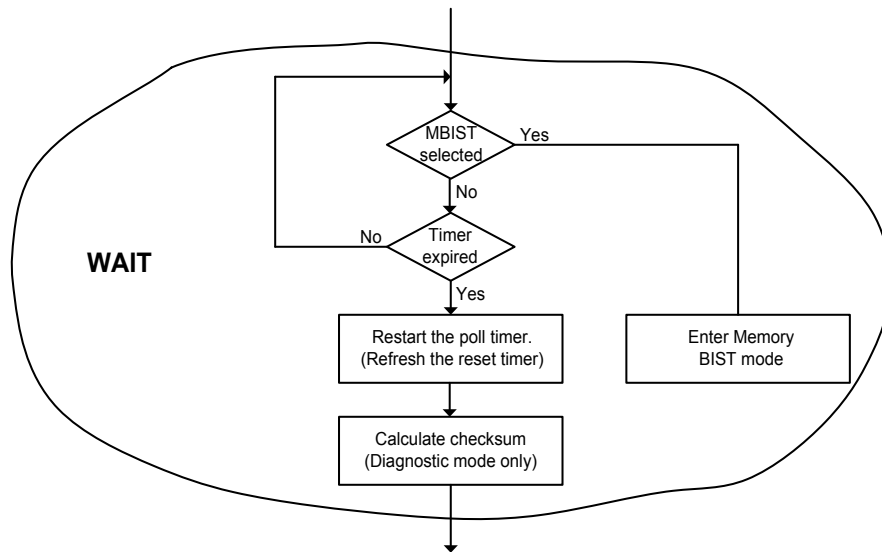 MBIST
selected
Yes
No
No
Timer
expired
WAIT
Yes
Restart the poll timer.
(Refresh the reset timer)
Enter Memory
BIST mode
Calculate checksum
(Diagnostic mode only)